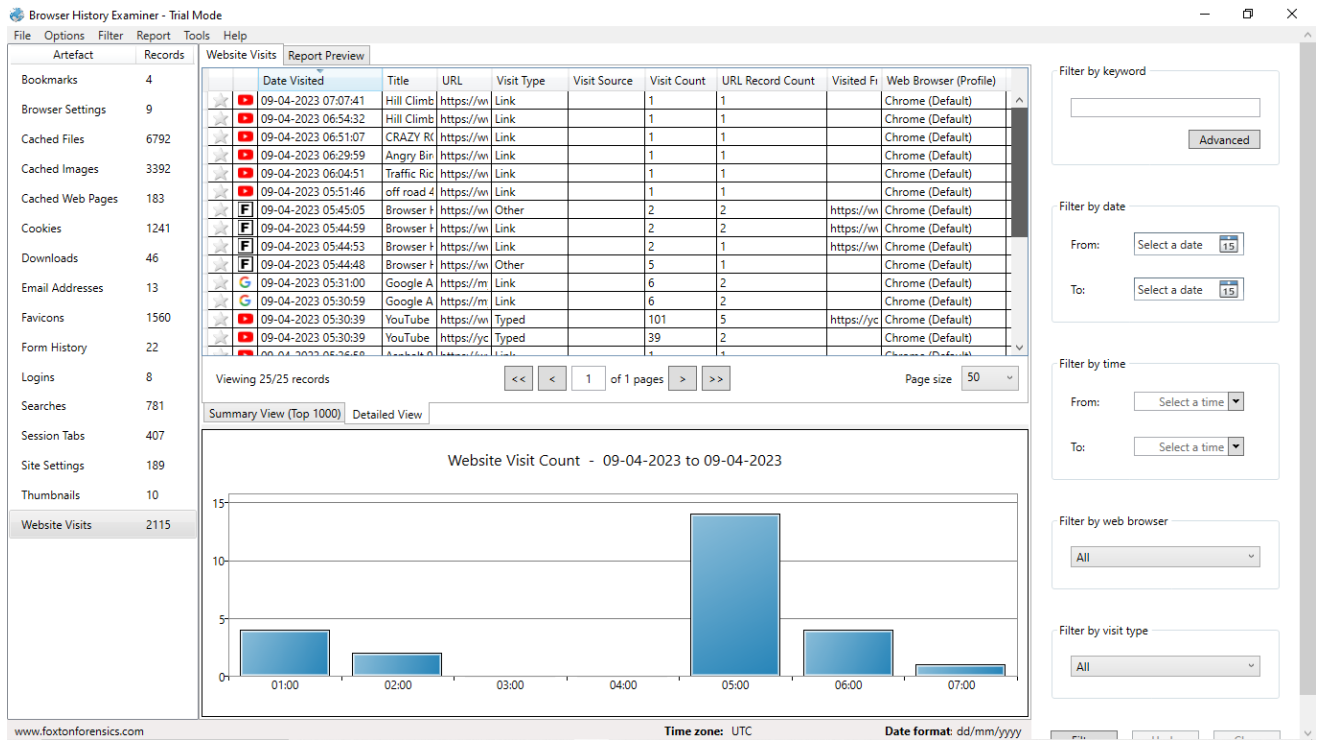 Browser History Examiner - Trial Mode
File Options Filter Report Tools Help
Artefact Records
Bookmarks 4
Browser Settings 9
Cached Files 6792
Cached Images 3392
Cached Web Pages 183
Cookies 1241
Downloads 46
Email Addresses 13
Favicons 1560
Form History 22
Logins 8
Searches 781
Session Tabs 407
Site Settings 189
Thumbnails 10
Website Visits 2115
Website Visits Report Preview
Date Visited Title URL Visit Type Visit Source Visit Count URL Record Count Visited Fr Web Browser (Profile)
09-04-2023 07:07:41 Hill Climb https://w Link 1 1 Chrome (Default)
09-04-2023 06:54:32 Hill Climb https://w Link 1 1 Chrome (Default)
09-04-2023 06:51:07 CRAZY RO https://w Link 1 1 Chrome (Default)
09-04-2023 06:29:59 Angry Bir https://w Link 1 1 Chrome (Default)
09-04-2023 06:04:51 Traffic Ric https://w Link 1 1 Chrome (Default)
09-04-2023 05:51:46 off road 4 https://w Link 1 1 Chrome (Default)
F 09-04-2023 05:45:05 Browser H https://w Other 2 2 https://w Chrome (Default)
F 09-04-2023 05:44:59 Browser H https://w Link 2 2 https://w Chrome (Default)
F 09-04-2023 05:44:53 Browser H https://w Link 2 1 https://w Chrome (Default)
F 09-04-2023 05:44:48 Browser H https://w Other 5 1 Chrome (Default)
G 09-04-2023 05:31:00 Google A https://m Link 6 2 Chrome (Default)
G 09-04-2023 05:30:59 Google A https://m Link 6 2 Chrome (Default)
09-04-2023 05:30:39 YouTube https://w Typed 101 5 https://yc Chrome (Default)
09-04-2023 05:30:39 YouTube https://yc Typed 39 2 Chrome (Default)
Viewing 25/25 records << < 1 of 1 pages > >> Page size 50
Summary View (Top 1000) Detailed View
Website Visit Count - 09-04-2023 to 09-04-2023
15
10
5
0
01:00 02:00 03:00 04:00 05:00 06:00 07:00
Filter by keyword
Advanced
Filter by date
From: Select a date 15
To: Select a date 15
Filter by time
From: Select a time
To: Select a time
Filter by web browser
All
Filter by visit type
All
www.foxtonforensics.com Time zone: UTC Date format: dd/mm/yyyy